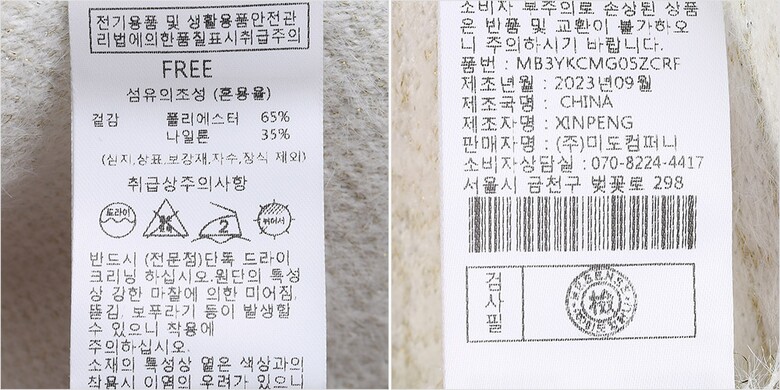 전기용품 및 생활용품안전관
리법에의한품질표시취급주의
FREE
섬유의조성 (혼용율)
겉감 폴리에스터 65%
나일론 35%
(심지,상표,보강재,자수,장식 제외)
취급상주의사항
드라이
2
반드시 (전문점)단독 드라이
크리닝 하십시오.원단의 특성
상 강한 마찰에 의한 미어짐,
뜯김, 보푸라기 등이 발생할
수 있으니 착용에
주의하십시오.
소재의 특성상 옅은 색상과의
착용시 이염의 우려가 있으니
소비자 부주의로 손상된 상품
은 반품 및 교환이 불가하오
니 주의하시기 바랍니다.
품번 : MB3YKCMG05ZCRF
제조년월 : 2023년09월
제조국명 : CHINA
제조자명 : XINPENG
판매자명 : (주)미도컴퍼니
소비자상담실 : 070-8224-4417
서울시 금천구 벚꽃로 298
검사필